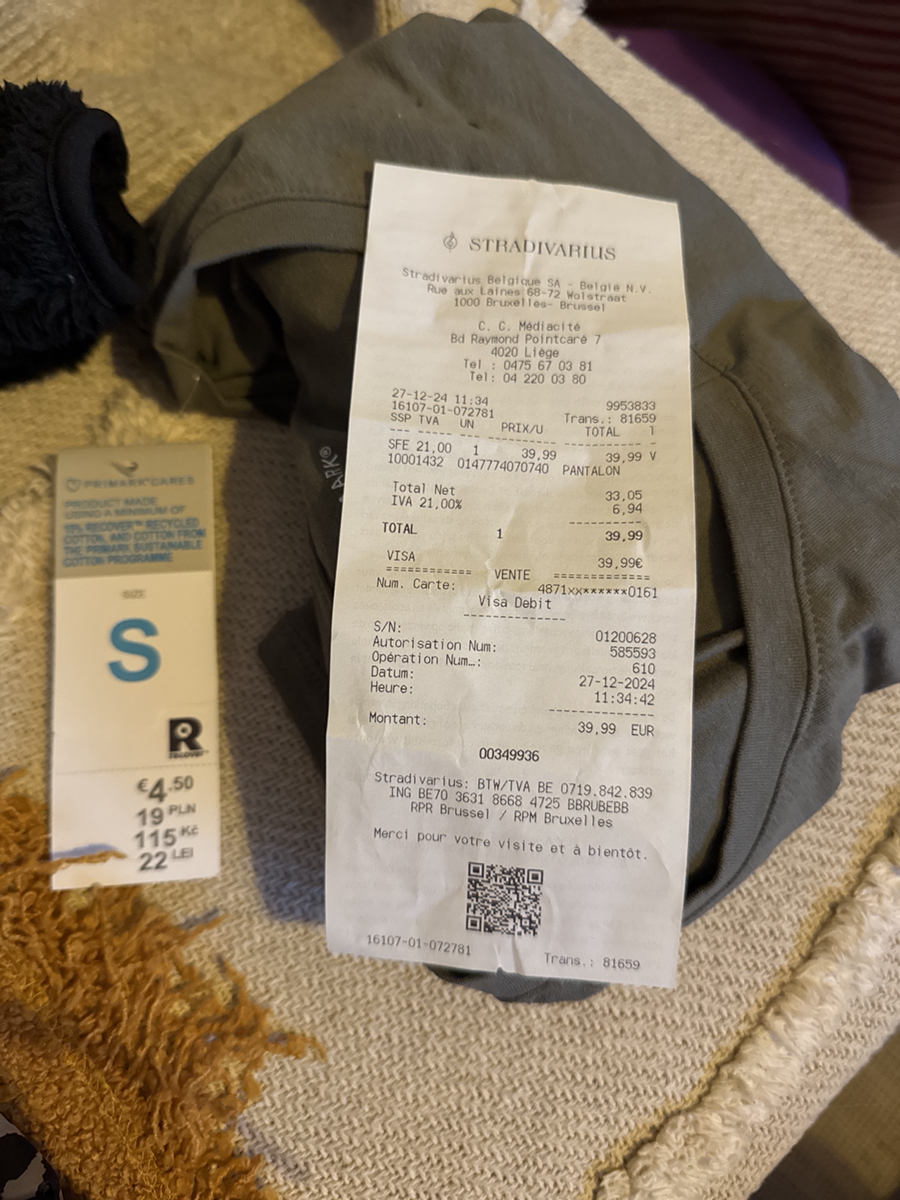 STRADIVARIUS
Stradivarius Belgique SA - België N.V.
Rue aux Laines 68-72 Wolstraat
1000 Bruxelles- Brussel
C. C. Médiacité
Bd Raymond Pointcaré 7
4020 Liège
Tel : 0475 67 03 81
Tel: 04 220 03 80
27-12-24 11:34 9953833
16107-01-072781 Trans.: 81659
SSP TVA UN PRIX/U TOTAL 1
--- ----- ---- ---------- ------------ -
SFE 21,00 1 39,99 39,99 V
10001432 0147774070740 PANTALON
Total Net 33,05
IVA 21,00% 6,94
------------
TOTAL 1 39,99
VISA 39,99€
=========== VENTE =============
Num. Carte: 4871xx******0161
Visa Debit
-------------
S/N: 01200628
Autorisation Num: 585593
Opération Num…: 610
Datum: 27-12-2024
Heure: 11:34:42
-------------
Montant: 39,99 EUR
00349936
Stradivarius: BTW/TVA BE 0719.842.839
ING BE70 3631 8668 4725 BBRUBEBB
RPR Brussel / RPM Bruxelles
Merci pour votre visite et à bientôt.
16107-01-072781 Trans.: 81659
PRIMARK CARES
PRODUCT MADE
USING A MINIMUM OF
15% RECOVER™ RECYCLED
COTTON, AND COTTON FROM
THE PRIMARK SUSTAINABLE
COTTON PROGRAMME
SIZE
S
R
recover™
€4.50
19 PLN
115 Kč
22 LEI
ARK®